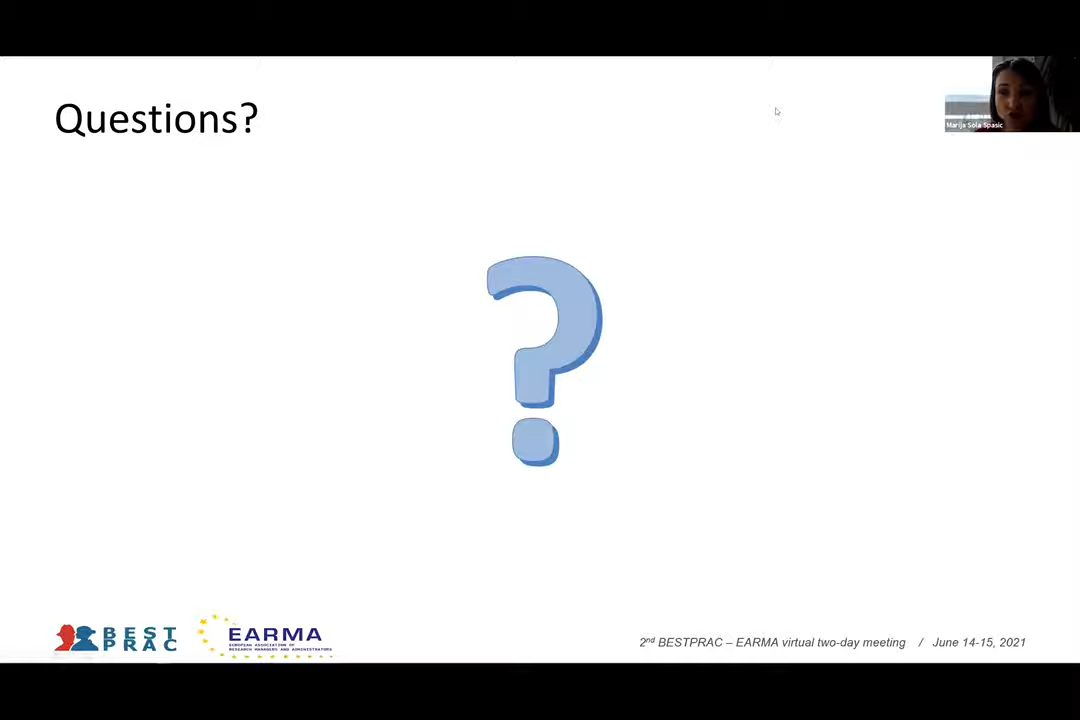 Questions?
Marija Sola Spasic
?
BEST
PRAC
EARMA
EUROPEAN ASSOCIATION OF
RESEARCH MANAGERS AND ADMINISTRATORS
2nd BESTPRAC – EARMA virtual two-day meeting / June 14-15, 2021